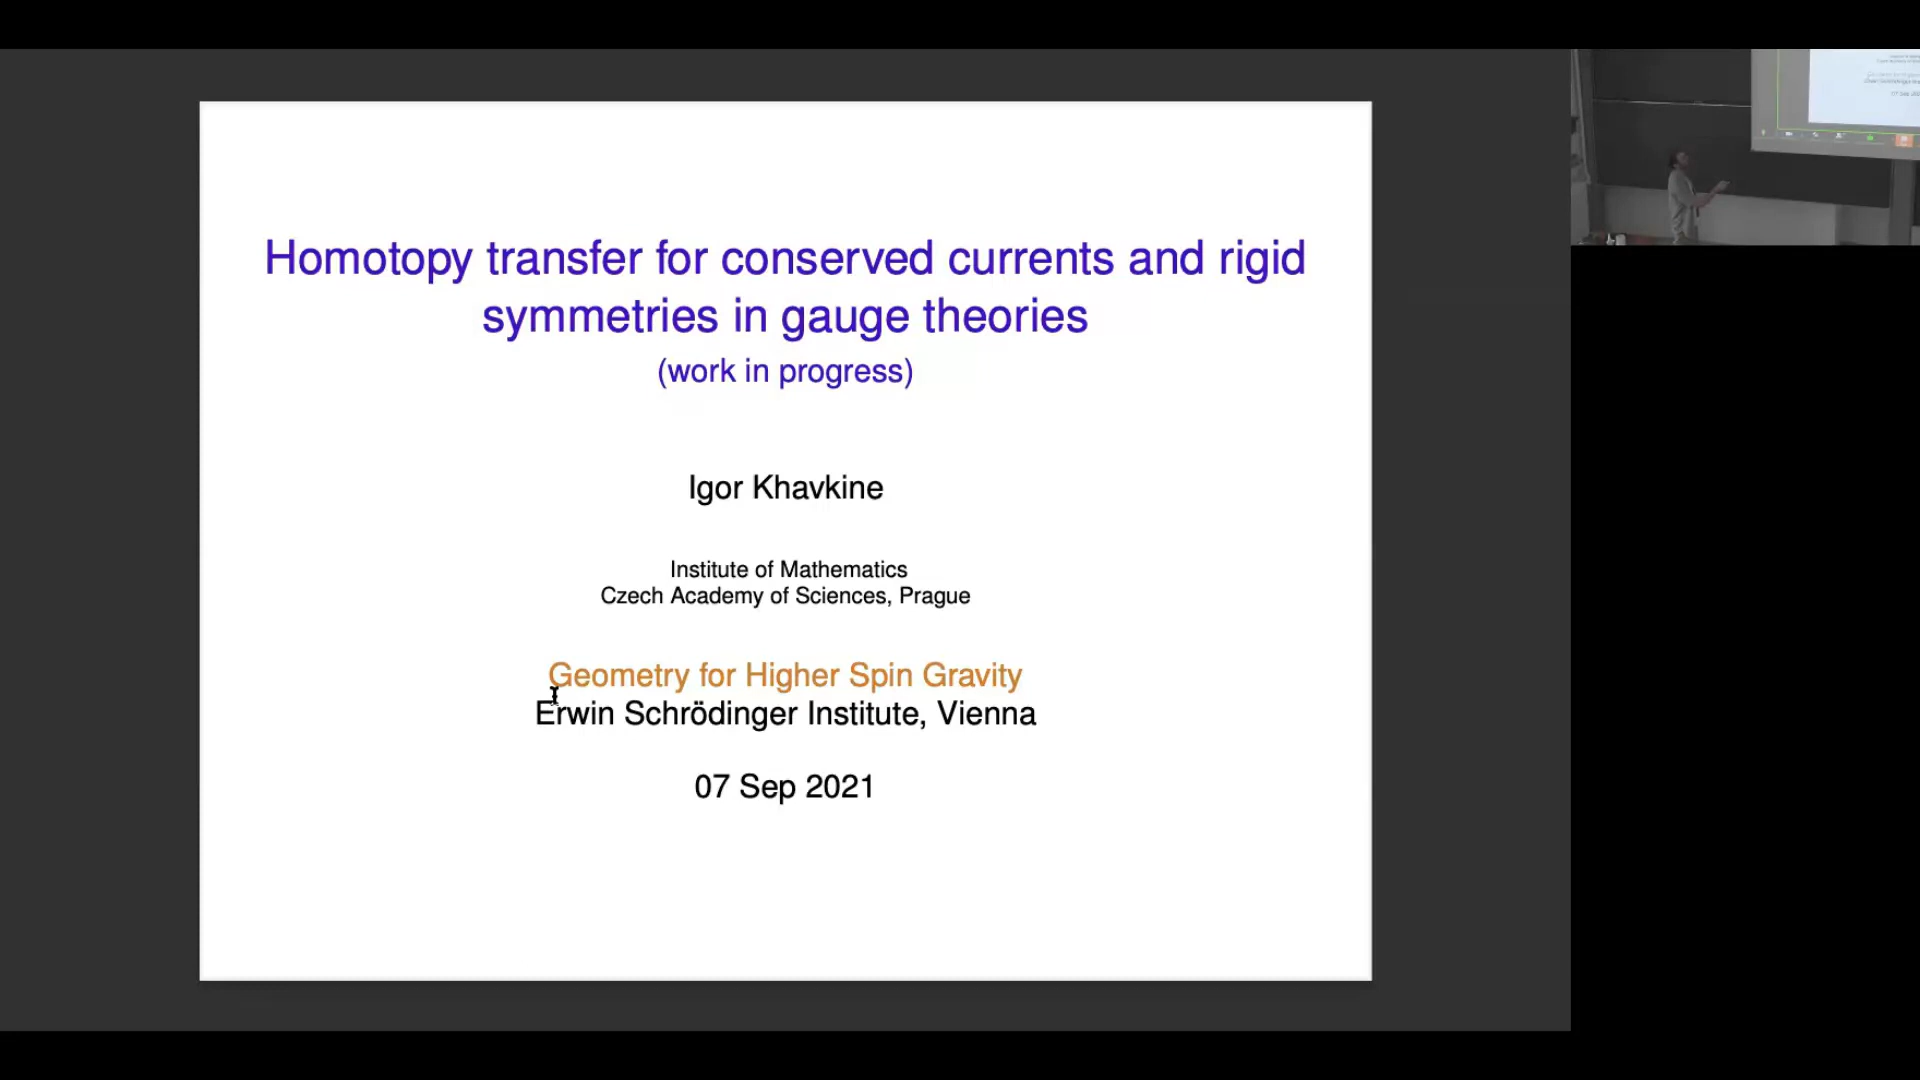 Homotopy transfer for conserved currents and rigid
symmetries in gauge theories
(work in progress)
Igor Khavkine
Institute of Mathematics
Czech Academy of Sciences, Prague
Geometry for Higher Spin Gravity
Erwin Schrödinger Institute, Vienna
07 Sep 2021